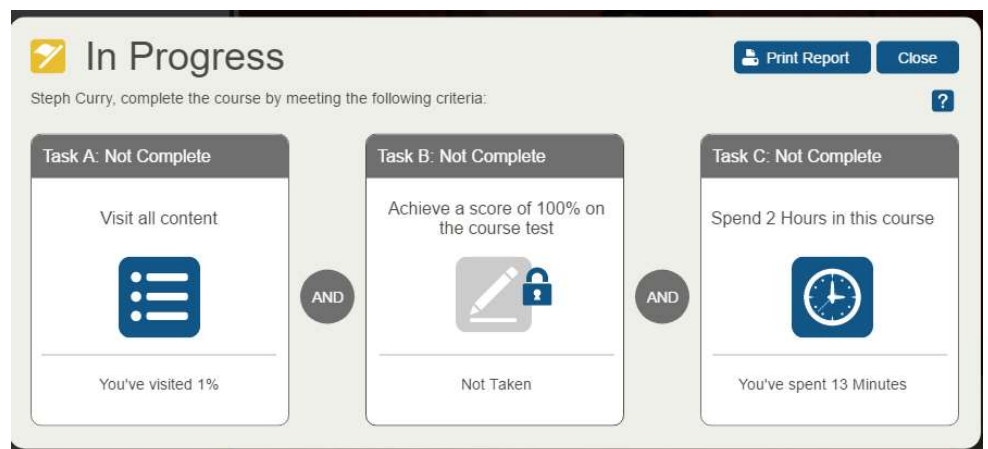 In Progress
Print Report
Close
Steph Curry, complete the course by meeting the following criteria:
?
Task A: Not Complete
Visit all content
You've visited 1%
AND
Task B: Not Complete
Achieve a score of 100% on
the course test
Not Taken
AND
Task C: Not Complete
Spend 2 Hours in this course
You've spent 13 Minutes